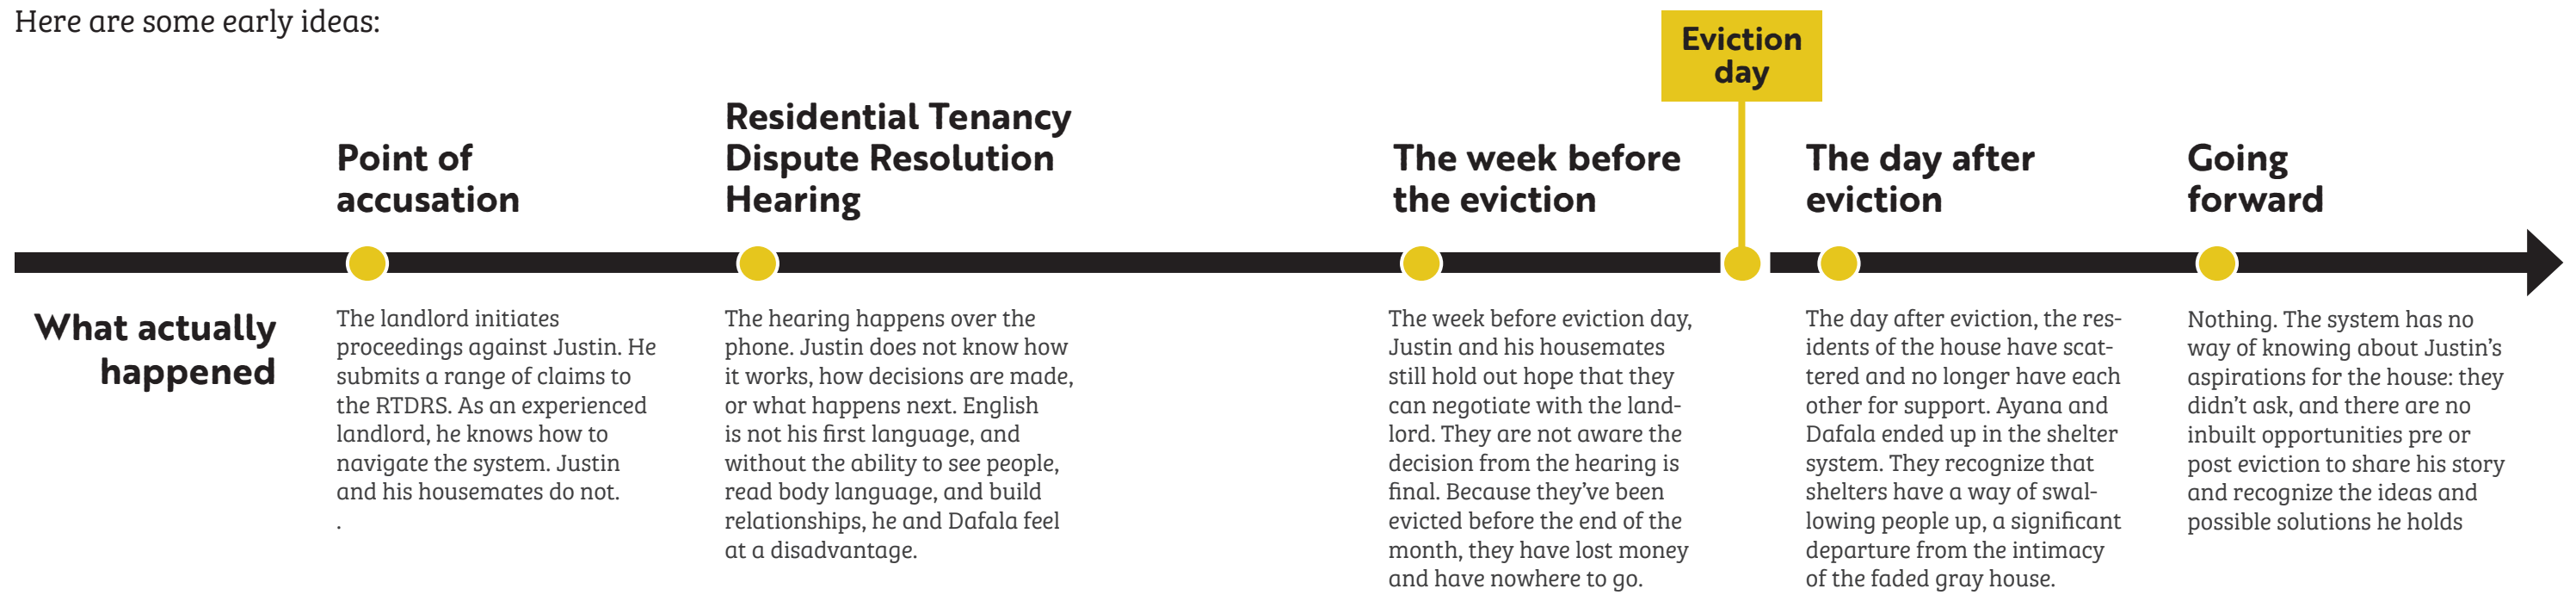 Here are some early ideas:
Eviction
day
Point of
accusation
Residential Tenancy
Dispute Resolution
Hearing
The week before
the eviction
The day after
eviction
Going
forward
What actually
happened
The landlord initiates
proceedings against Justin. He
submits a range of claims to
the RTDRS. As an experienced
landlord, he knows how to
navigate the system. Justin
and his housemates do not.
.
The hearing happens over the
phone. Justin does not know how
it works, how decisions are made,
or what happens next. English
is not his first language, and
without the ability to see people,
read body language, and build
relationships, he and Dafala feel
at a disadvantage.
The week before eviction day,
Justin and his housemates
still hold out hope that they
can negotiate with the land-
lord. They are not aware the
decision from the hearing is
final. Because they’ve been
evicted before the end of the
month, they have lost money
and have nowhere to go.
The day after eviction, the res-
idents of the house have scat-
tered and no longer have each
other for support. Ayana and
Dafala ended up in the shelter
system. They recognize that
shelters have a way of swal-
lowing people up, a significant
departure from the intimacy
of the faded gray house.
Nothing. The system has no
way of knowing about Justin’s
aspirations for the house: they
didn’t ask, and there are no
inbuilt opportunities pre or
post eviction to share his story
and recognize the ideas and
possible solutions he holds